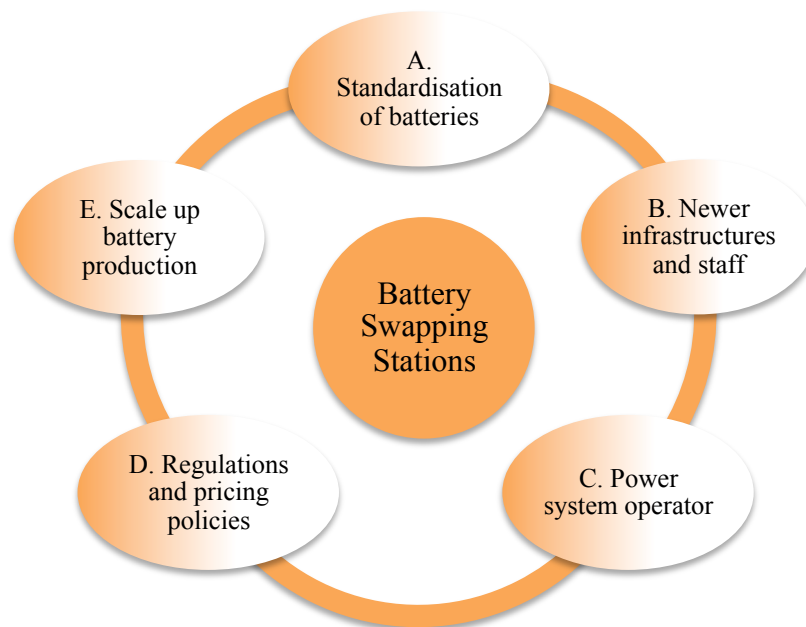 A.
Standardisation
of batteries
B. Newer
infrastructures
and staff
C. Power
system operator
D. Regulations
and pricing
policies
E. Scale up
battery
production
Battery
Swapping
Stations